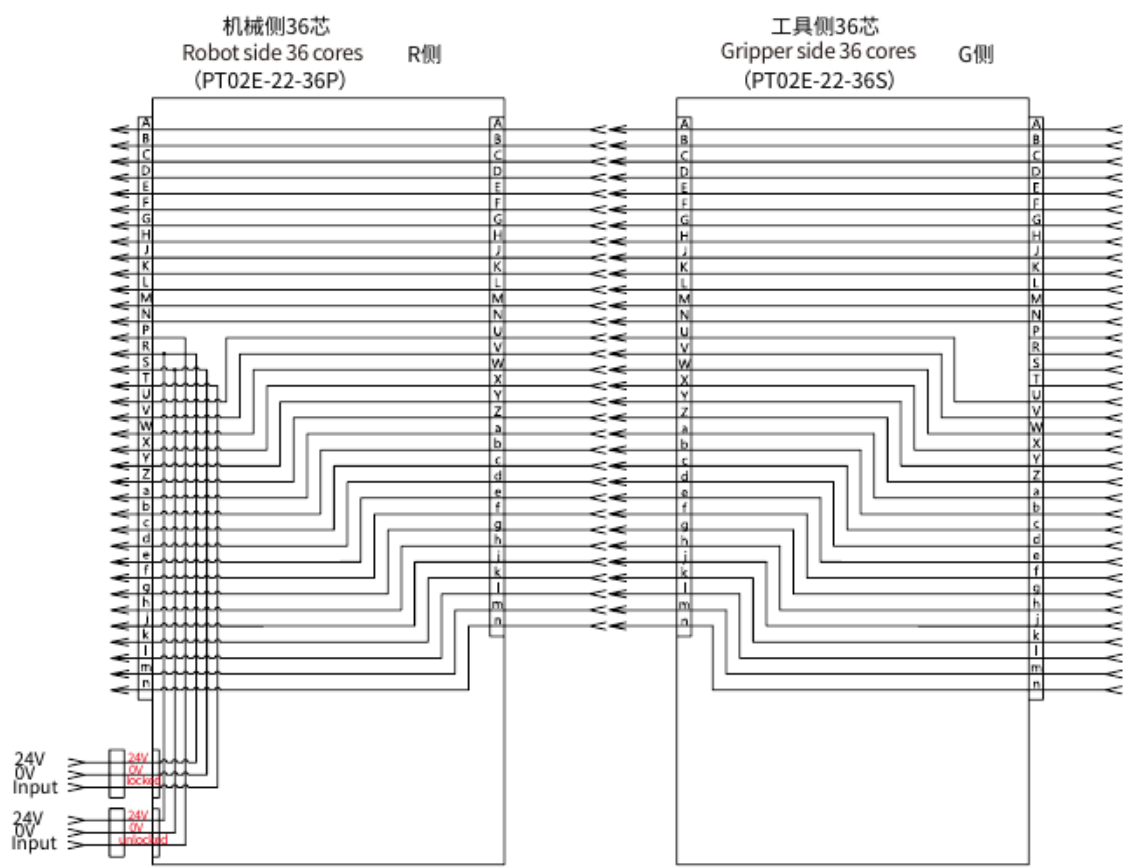 机械侧36芯
Robot side 36 cores R侧
(PT02E-22-36P)
工具侧36芯
Gripper side 36 cores G侧
(PT02E-22-36S)
A A A A
B B B B
C C C C
D D D D
E E E E
F F F F
G G G G
H H H H
J J J J
K K K K
L L L L
M M M M
N N N N
P U U P
R V V R
S W W S
T X X T
U Y Y U
V Z Z V
W a a W
X b b X
Y c c Y
Z d d Z
a e e a
b f f b
c g g c
d h h d
e j j e
f k k f
g l l g
h m m h
j n n j
k k
l l
m m
n n
24V 24V
0V 0V
Input locked
24V 24V
0V 0V
Input unlocked